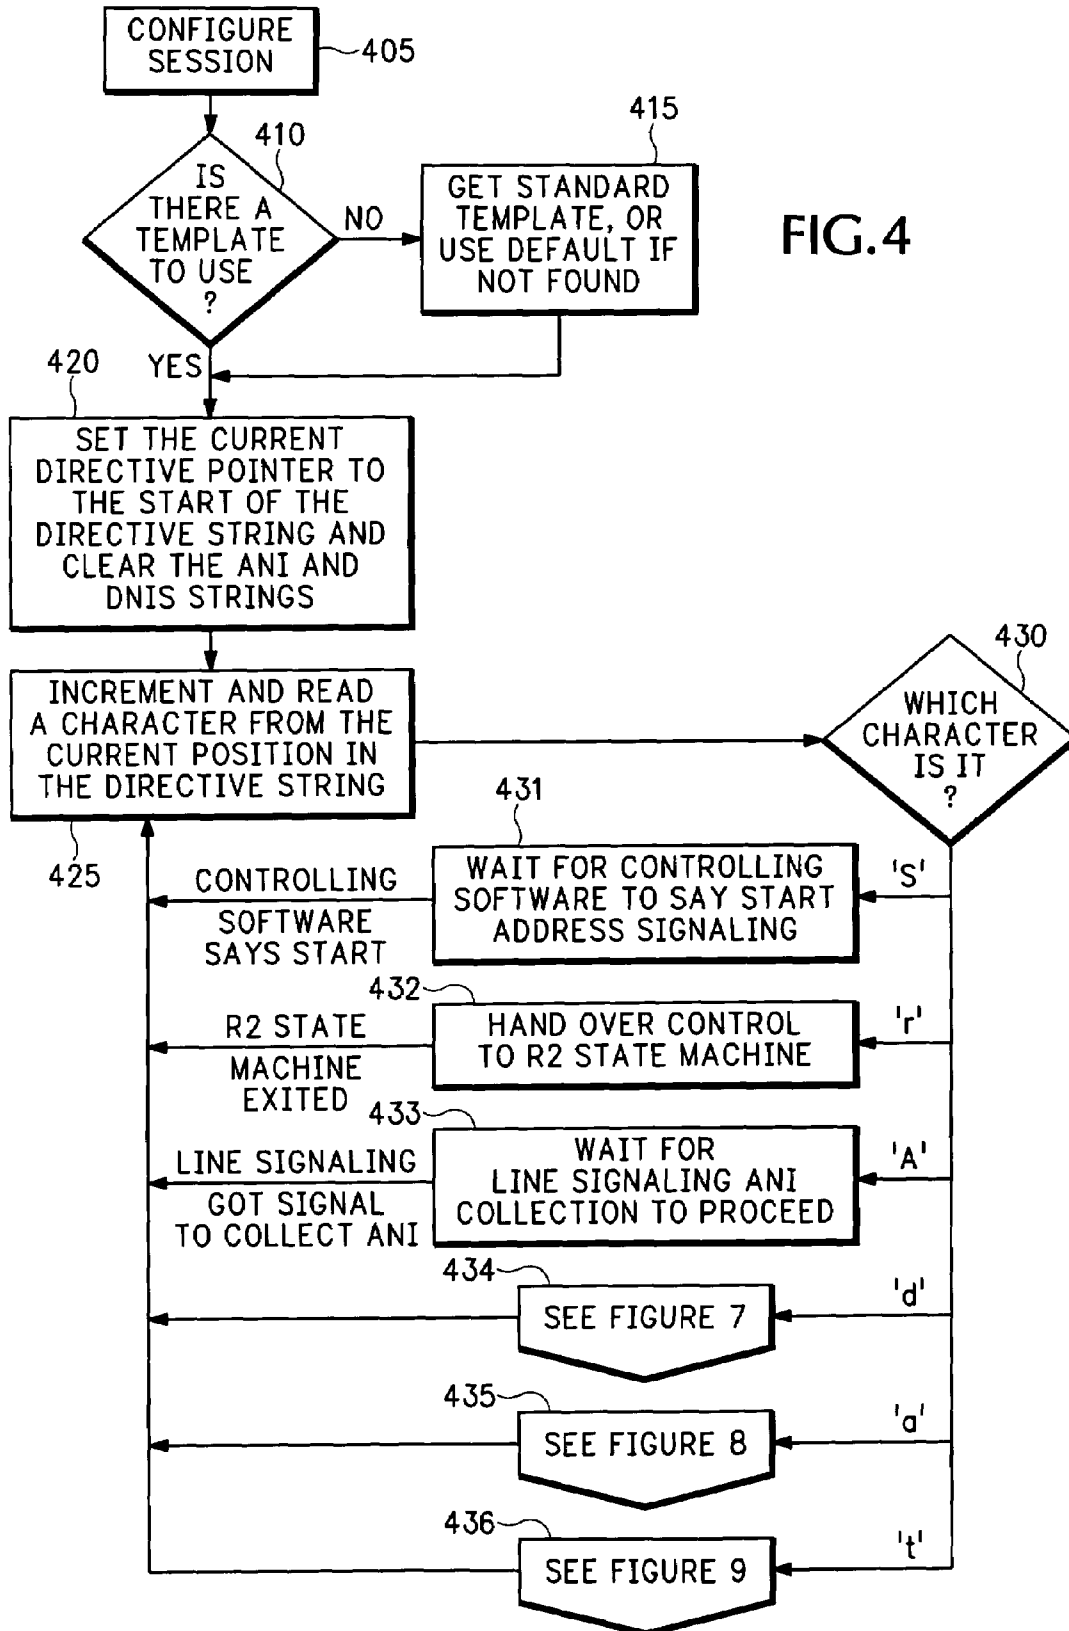 CONFIGURE
SESSION
405
410
IS
THERE A
TEMPLATE
TO USE
?
NO
415
GET STANDARD
TEMPLATE, OR
USE DEFAULT IF
NOT FOUND
FIG.4
YES
420
SET THE CURRENT
DIRECTIVE POINTER TO
THE START OF THE
DIRECTIVE STRING AND
CLEAR THE ANI AND
DNIS STRINGS
INCREMENT AND READ
A CHARACTER FROM THE
CURRENT POSITION IN
THE DIRECTIVE STRING
425
430
WHICH
CHARACTER
IS IT
?
431
'S'
WAIT FOR CONTROLLING
SOFTWARE TO SAY START
ADDRESS SIGNALING
CONTROLLING
SOFTWARE
SAYS START
432
'r'
HAND OVER CONTROL
TO R2 STATE MACHINE
R2 STATE
MACHINE
EXITED
433
'A'
WAIT FOR
LINE SIGNALING ANI
COLLECTION TO PROCEED
LINE SIGNALING
GOT SIGNAL
TO COLLECT ANI
434
'd'
SEE FIGURE 7
435
'a'
SEE FIGURE 8
436
't'
SEE FIGURE 9